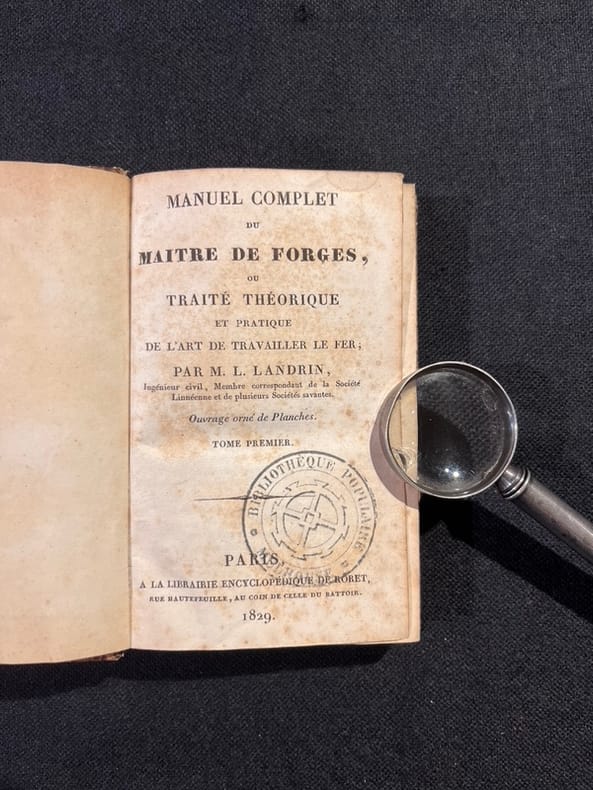 MANUEL COMPLET
DU
MAITRE DE FORGES,
OU
TRAITÉ THÉORIQUE
ET PRATIQUE
DE L'ART DE TRAVAILLER LE FER;
PAR M. L. LANDRIN,
Ingénieur civil, Membre correspondant de la Société
Linnéenne et de plusieurs Sociétés savantes.
Ouvrage orné de Planches.
TOME PREMIER.
BIBLIOTHÈQUE POPULAIRE
MULHOUSE
PARIS,
A LA LIBRAIRIE ENCYCLOPÉDIQUE DE RORET,
RUE HAUTEFEUILLE, AU COIN DE CELLE DU BATTOIR.
1829.